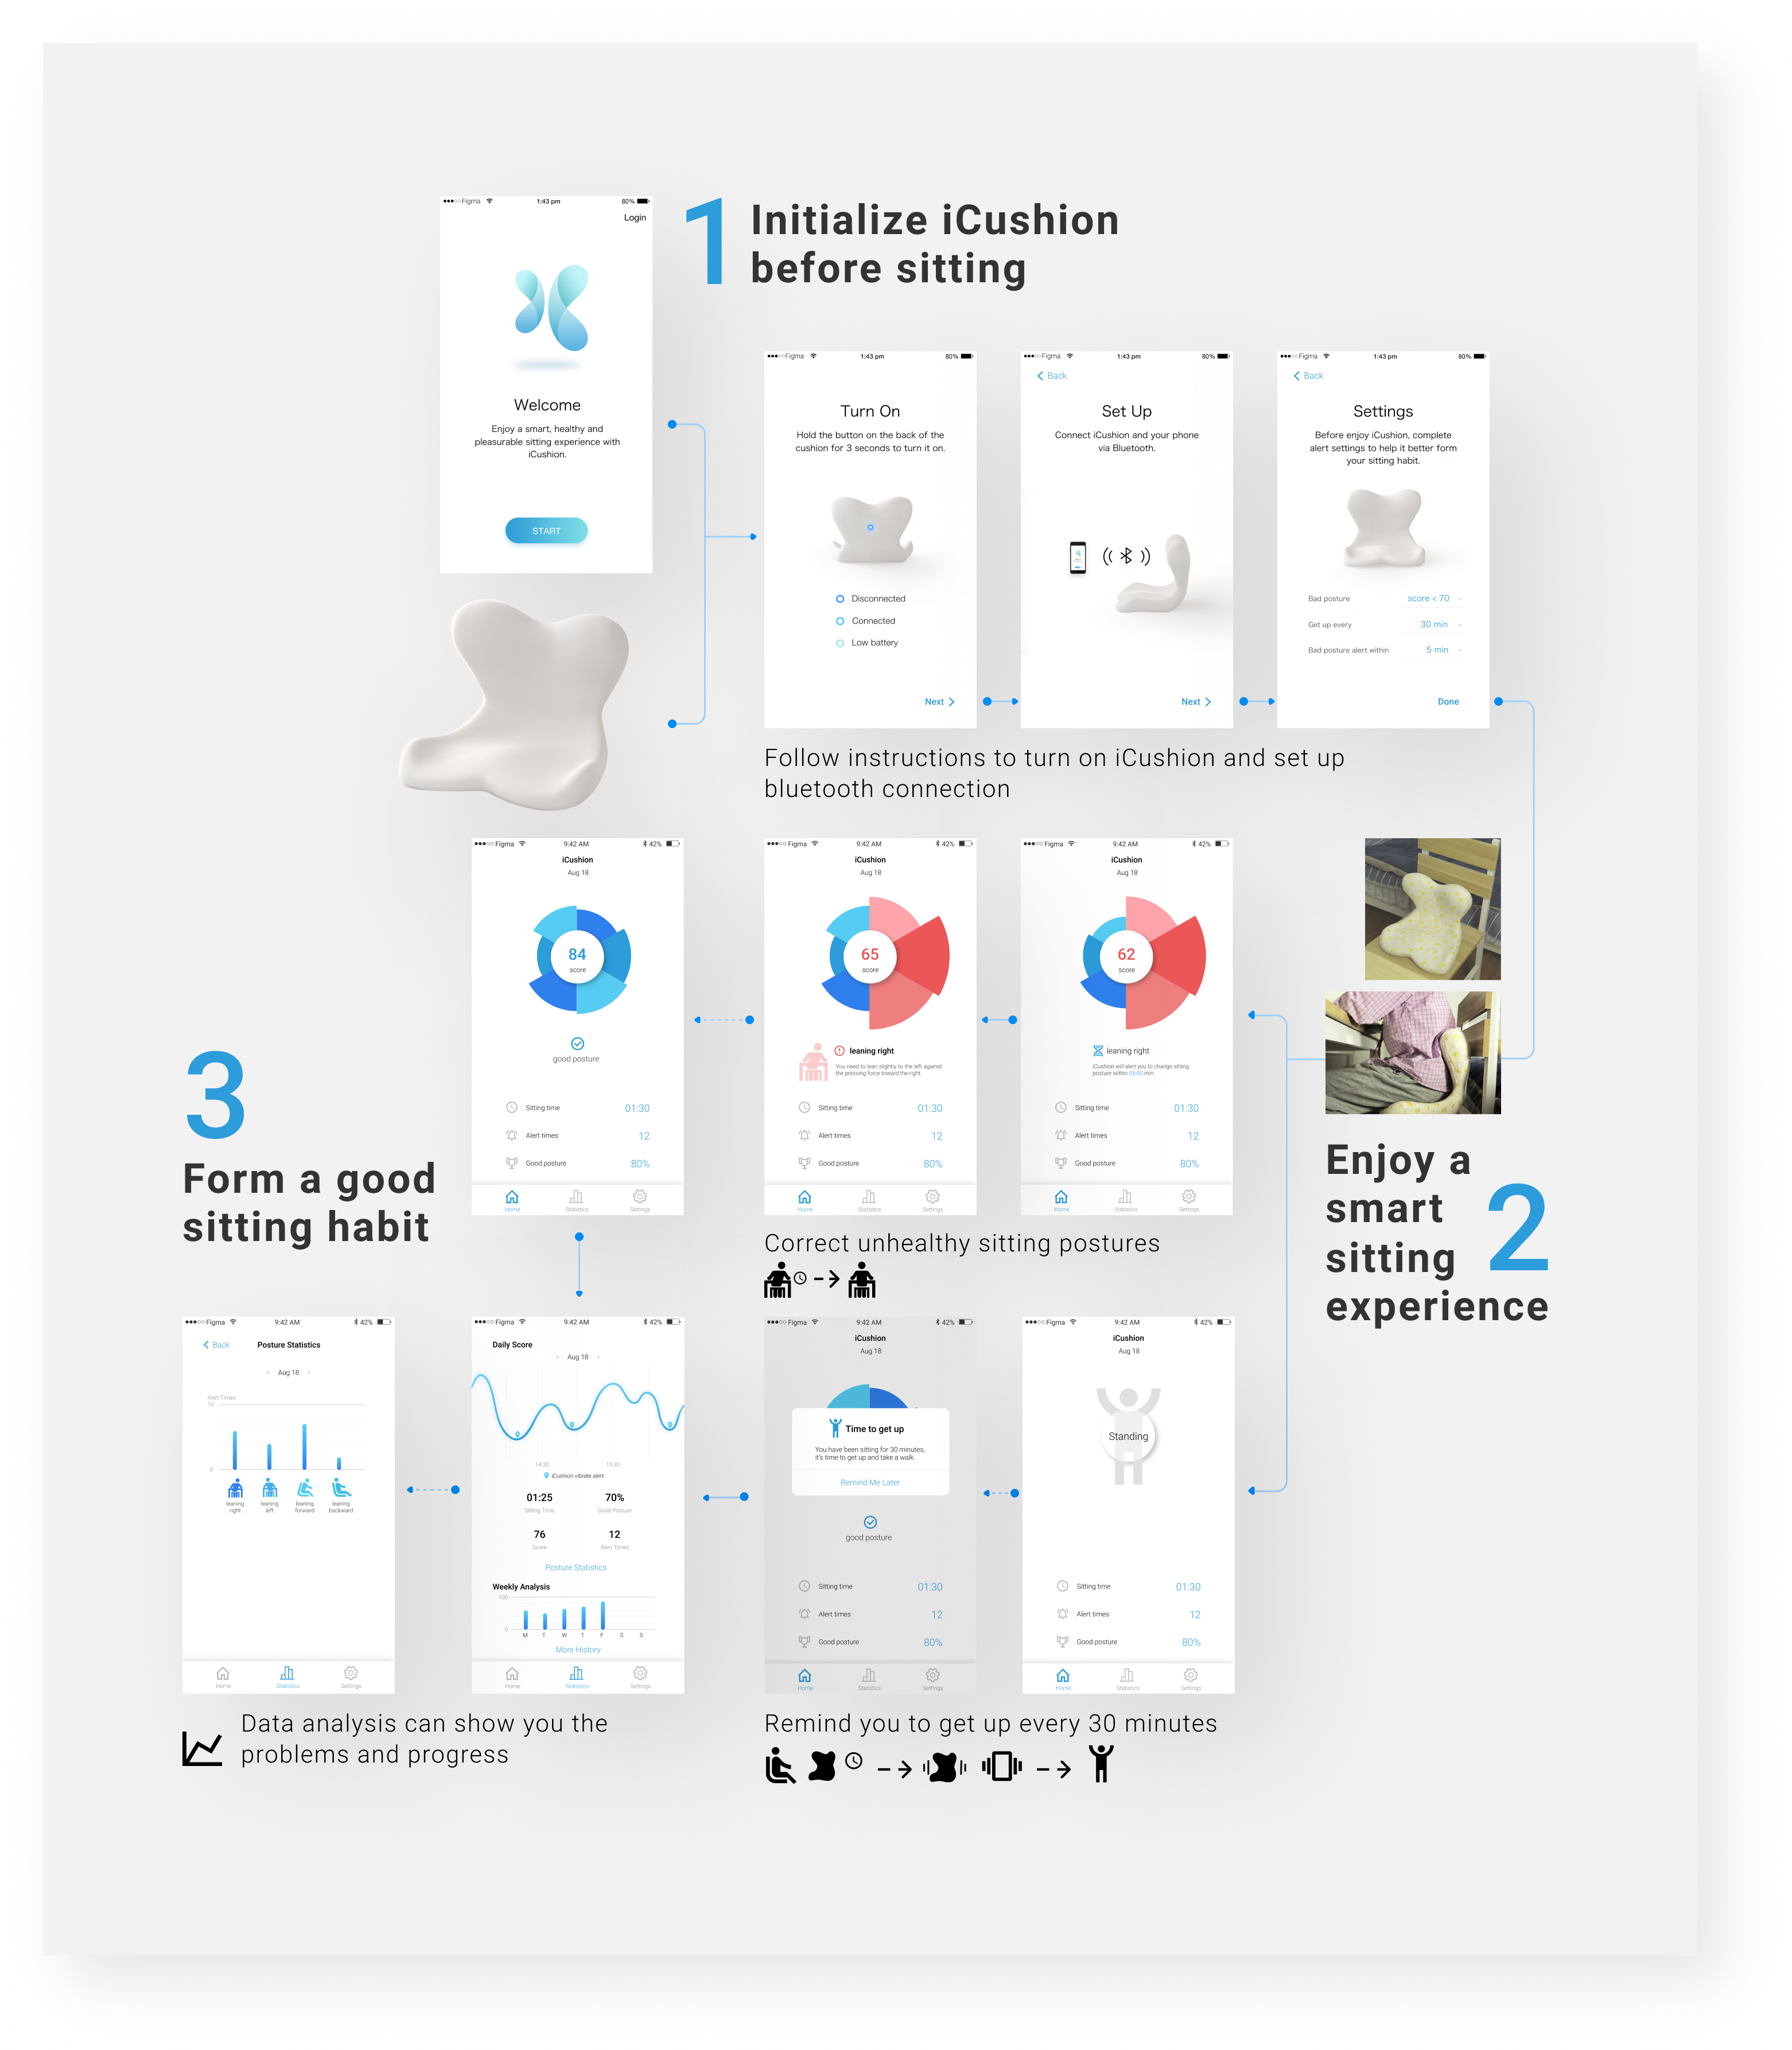 Figma 1:43 pm 80%
Login
Welcome
Enjoy a smart, healthy and
pleasurable sitting experience with
iCushion.
START
1
Initialize iCushion
before sitting
Figma 1:43 pm 80%
Turn On
Hold the button on the back of the
cushion for 3 seconds to turn it on.
Disconnected
Connected
Low battery
Next
Figma 1:43 pm 80%
Back
Set Up
Connect iCushion and your phone
via Bluetooth.
Next
Figma 1:43 pm 80%
Back
Settings
Before enjoy iCushion, complete
alert settings to help it better form
your sitting habit.
Bad posture score < 70
Get up every 30 min
Bad posture alert within 5 min
Done
Follow instructions to turn on iCushion and set up
bluetooth connection
Enjoy a
smart
sitting
experience
2
Figma 9:42 AM 42%
iCushion
Aug 18
62
score
leaning right
iCushion will alert you to change sitting
posture within 05:00 min.
Sitting time 01:30
Alert times 12
Good posture 80%
Home Statistics Settings
Figma 9:42 AM 42%
iCushion
Aug 18
65
score
leaning right
You need to lean slightly to the left against
the pressing force toward the right.
Sitting time 01:30
Alert times 12
Good posture 80%
Home Statistics Settings
Correct unhealthy sitting postures
Figma 9:42 AM 42%
iCushion
Aug 18
84
score
good posture
Sitting time 01:30
Alert times 12
Good posture 80%
Home Statistics Settings
Figma 9:42 AM 42%
iCushion
Aug 18
Standing
Sitting time 01:30
Alert times 12
Good posture 80%
Home Statistics Settings
Figma 9:42 AM 42%
iCushion
Aug 18
Time to get up
You have been sitting for 30 minutes,
it's time to get up and take a walk.
Remind Me Later
good posture
Sitting time 01:30
Alert times 12
Good posture 80%
Home Statistics Settings
Remind you to get up every 30 minutes
3
Form a good
sitting habit
Figma 9:42 AM 42%
Daily Score
Aug 18
14:30 15:30
iCushion vibrate alert
01:25 70%
Sitting Time Good Posture
76 12
Score Alert Times
Posture Statistics
Weekly Analysis
100
0
M T W T F S S
More History
Home Statistics Settings
Figma 9:42 AM 42%
Back Posture Statistics
Aug 18
Alert Times
10
0
leaning right
leaning left
leaning forward
leaning backward
Home Statistics Settings
Data analysis can show you the
problems and progress